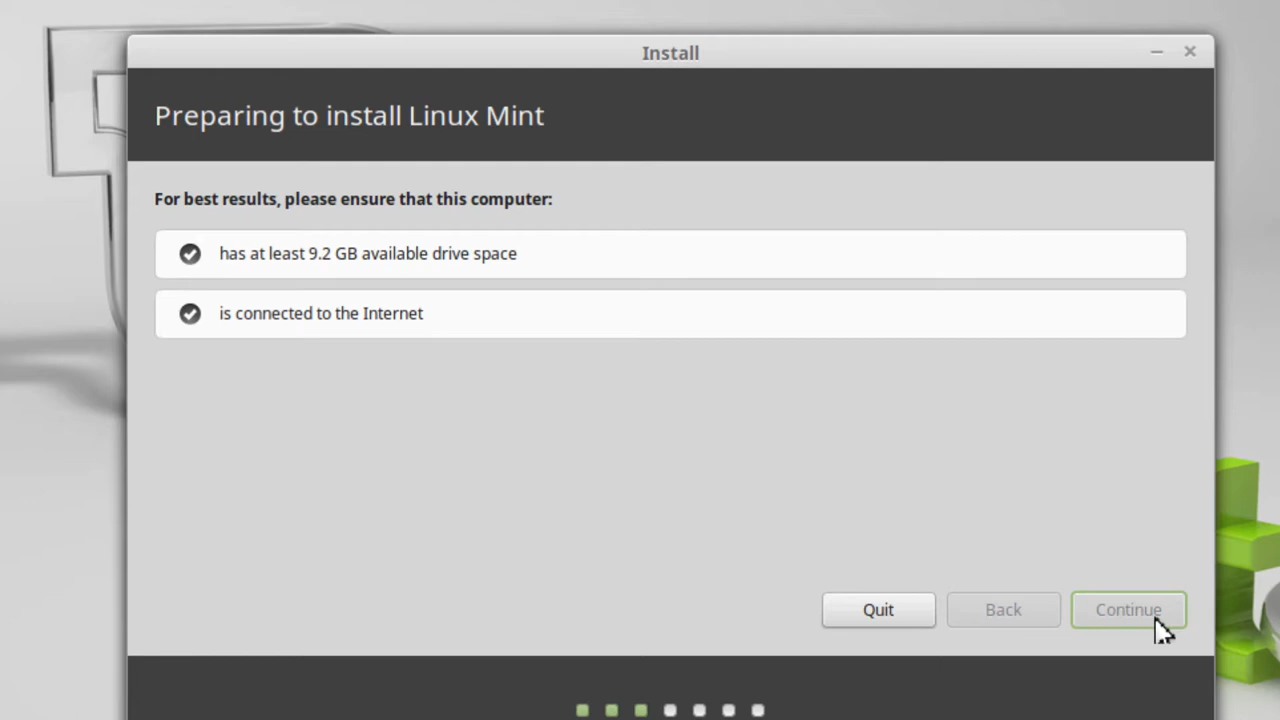 Install
Preparing to install Linux Mint
For best results, please ensure that this computer:
has at least 9.2 GB available drive space
is connected to the Internet
Quit Back Continue